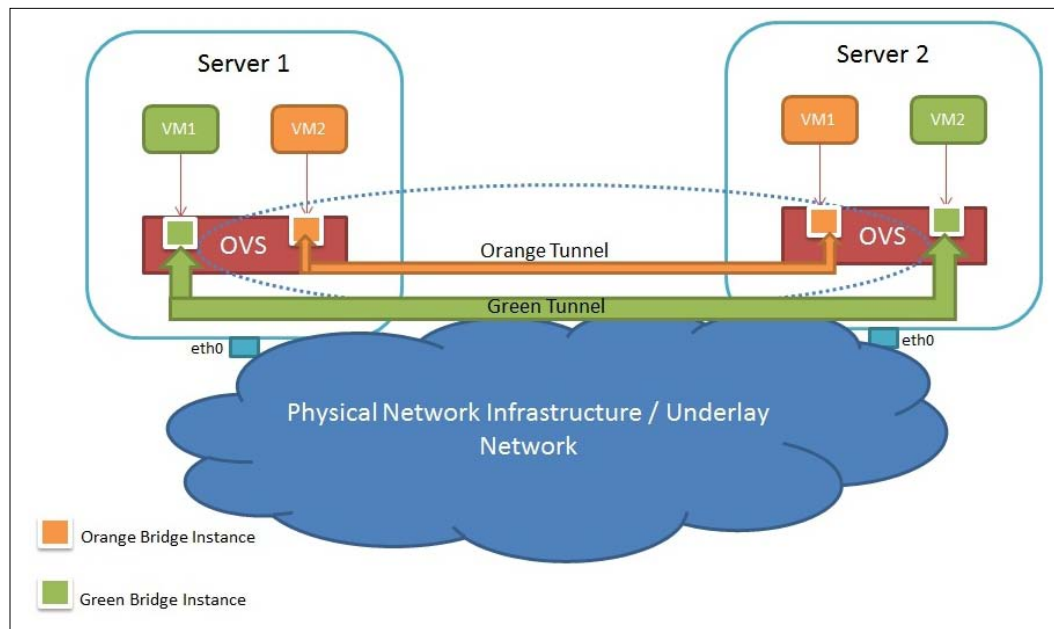 Server 1
Server 2
VM1
VM2
VM1
VM2
OVS
OVS
Orange Tunnel
Green Tunnel
eth0
eth0
Physical Network Infrastructure / Underlay
Network
Orange Bridge Instance
Green Bridge Instance